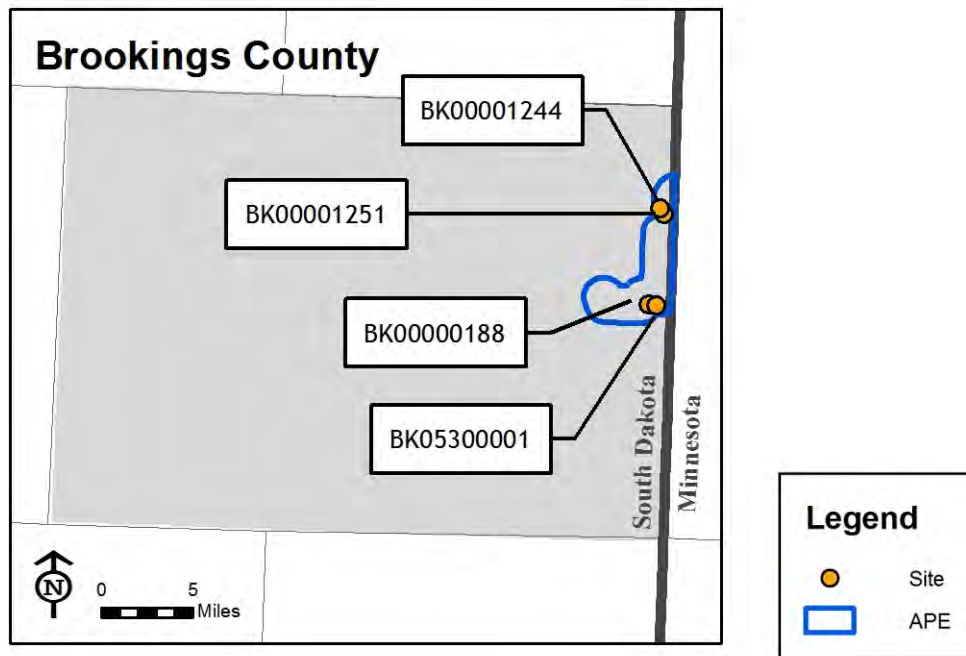 Brookings County
BK00001244
BK00001251
BK00000188
BK05300001
South Dakota
Minnesota
N
0 5
Miles
Legend
Site
APE